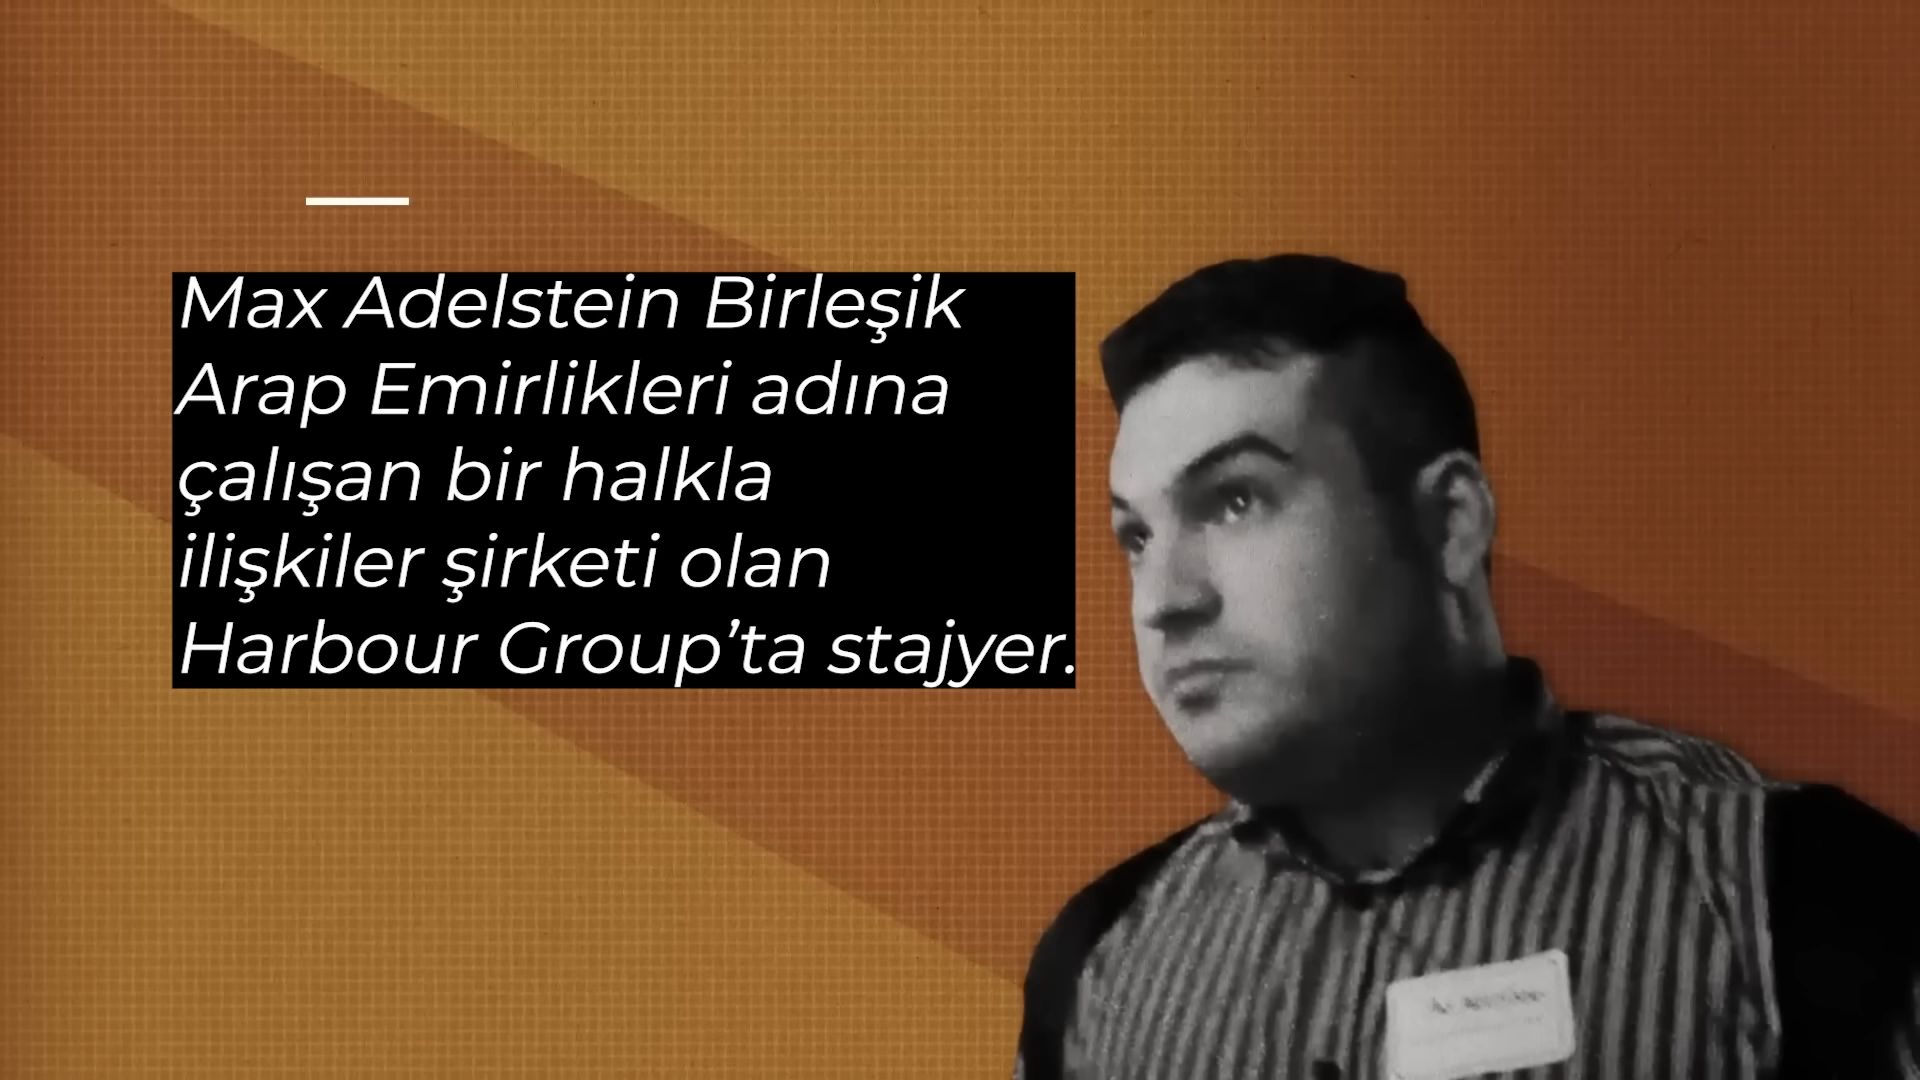 Max Adelstein Birleşik
Arap Emirlikleri adına
çalışan bir halkla
ilişkiler şirketi olan
Harbour Group’ta stajyer.